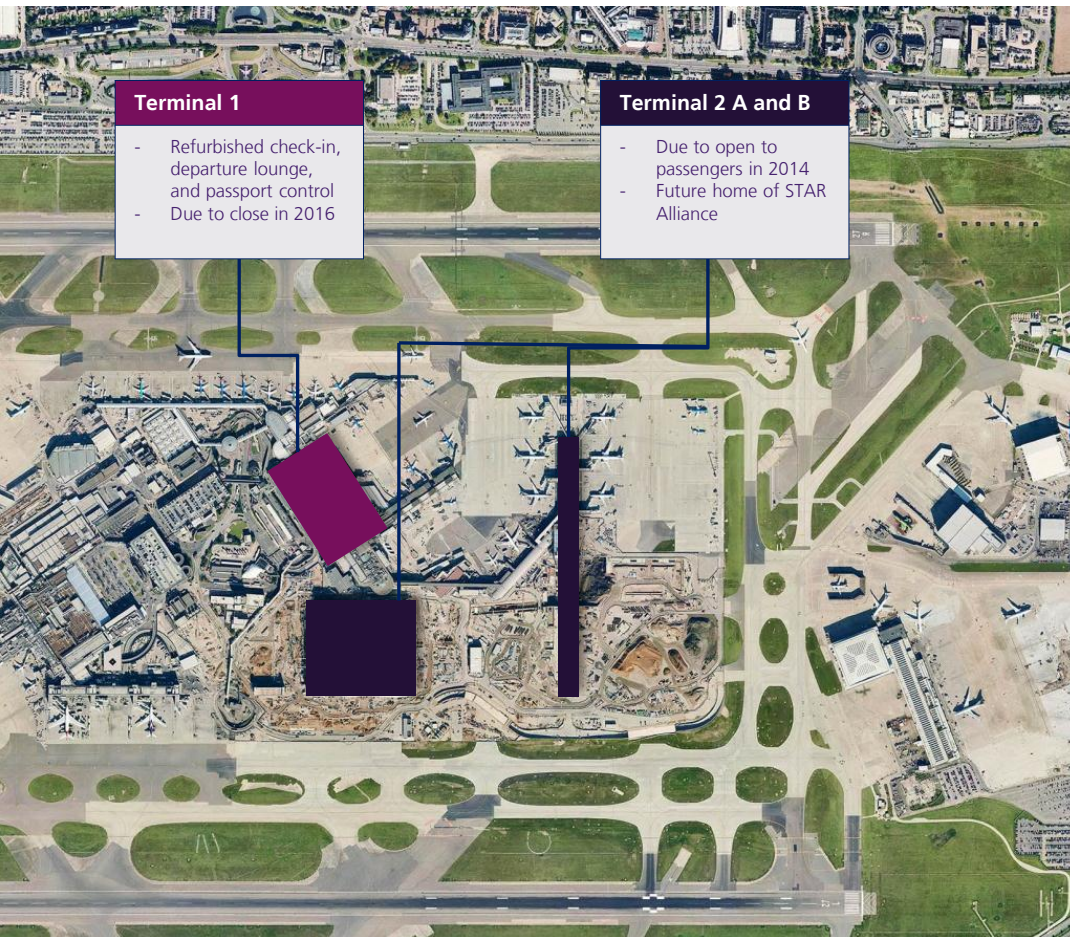 Terminal 1
- Refurbished check-in,
departure lounge,
and passport control
- Due to close in 2016
Terminal 2 A and B
- Due to open to
passengers in 2014
- Future home of STAR
Alliance